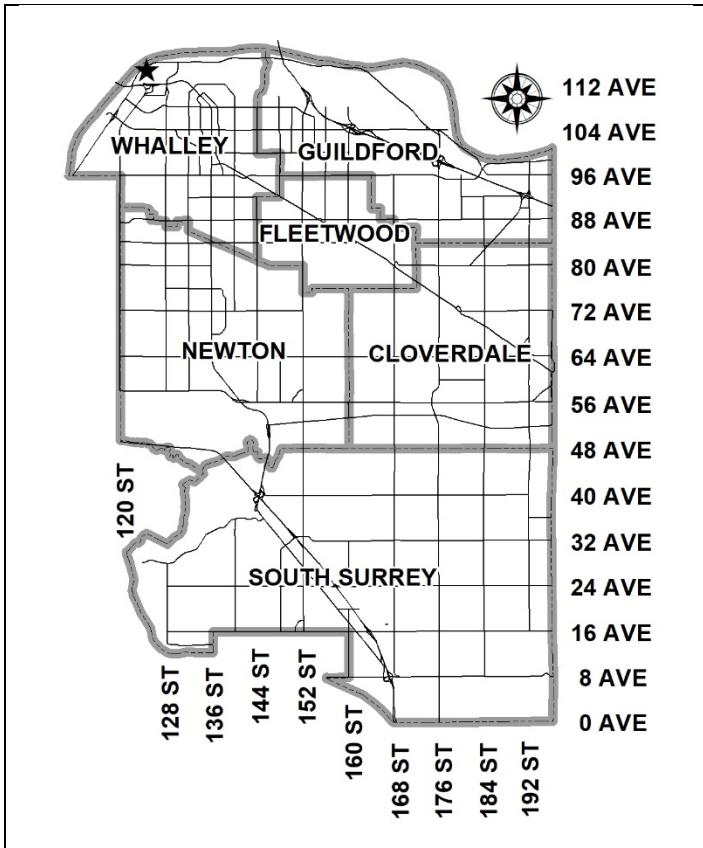 112 AVE
104 AVE
WHALLEY
GUILDFORD
96 AVE
88 AVE
FLEETWOOD
80 AVE
72 AVE
NEWTON
CLOVERDALE
64 AVE
56 AVE
48 AVE
120 ST
40 AVE
32 AVE
SOUTH SURREY
24 AVE
16 AVE
8 AVE
128 ST
136 ST
144 ST
152 ST
160 ST
0 AVE
168 ST
176 ST
184 ST
192 ST